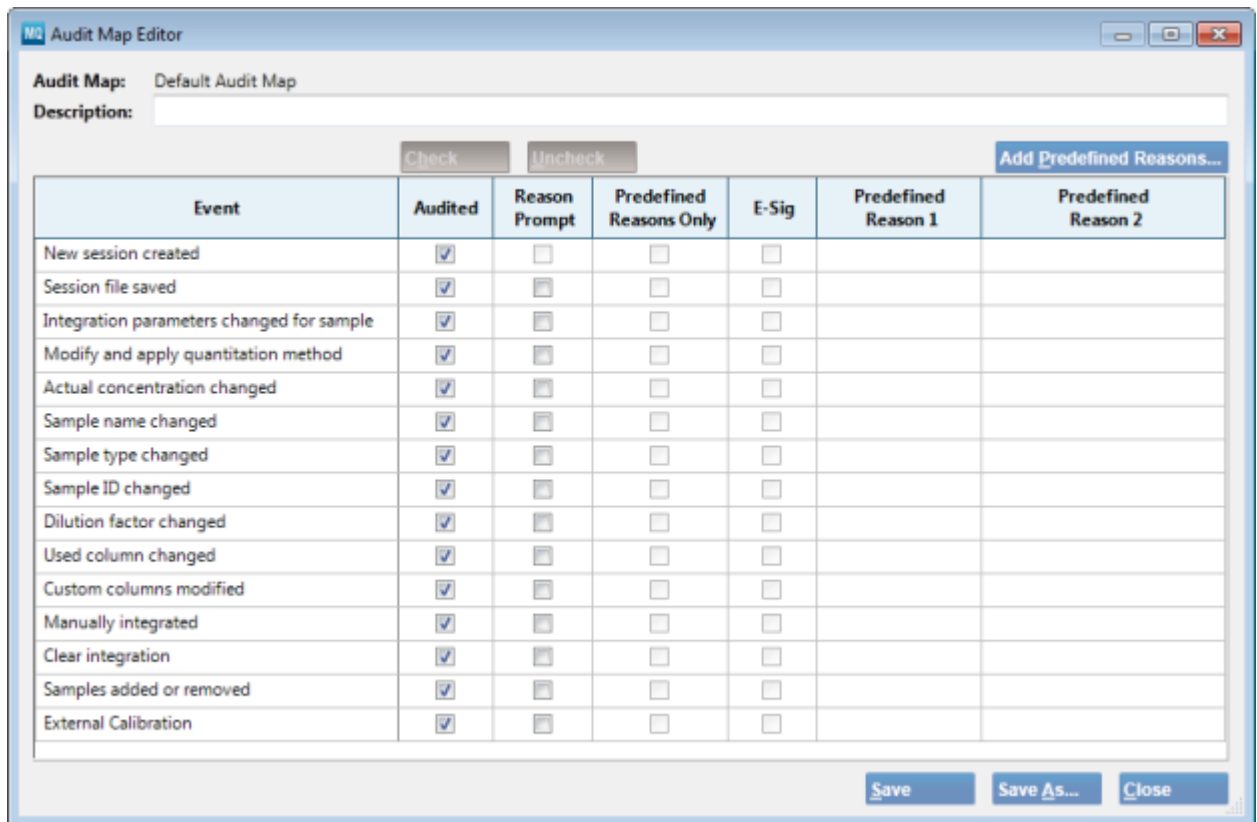 MQ Audit Map Editor
Audit Map: Default Audit Map
Description:
Check Uncheck Add Predefined Reasons...
Event Audited Reason Prompt Predefined Reasons Only E-Sig Predefined Reason 1 Predefined Reason 2
New session created
Session file saved
Integration parameters changed for sample
Modify and apply quantitation method
Actual concentration changed
Sample name changed
Sample type changed
Sample ID changed
Dilution factor changed
Used column changed
Custom columns modified
Manually integrated
Clear integration
Samples added or removed
External Calibration
Save Save As... Close